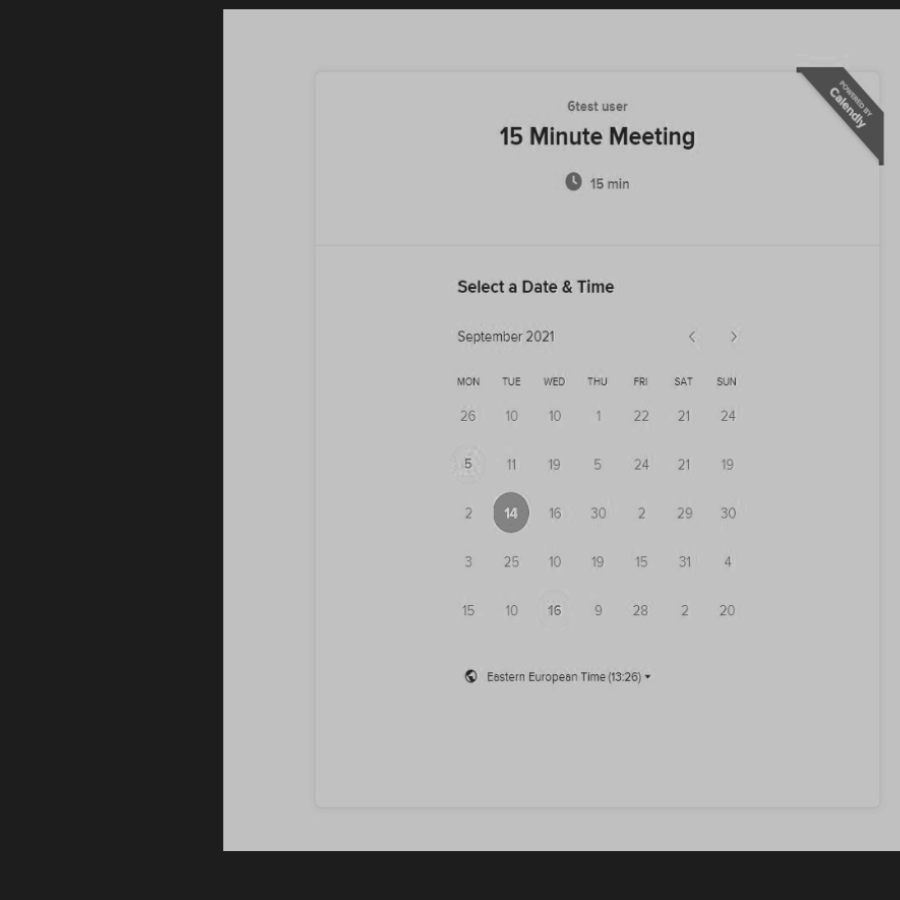 POWERED BY
Calendly
6test user
15 Minute Meeting
15 min
Select a Date & Time
September 2021
MON TUE WED THU FRI SAT SUN
26 10 10 1 22 21 24
5 11 19 5 24 21 19
2 14 16 30 2 29 30
3 25 10 19 15 31 4
15 10 16 9 28 2 20
Eastern European Time (13:26)